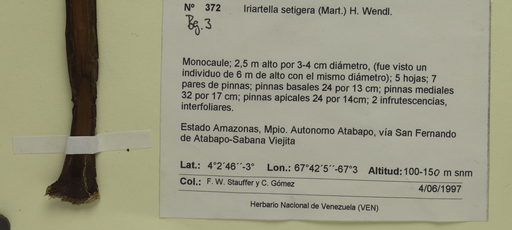 Nº 372 Iriartella setigera (Mart.) H. Wendl.
Bg. 3
Monocaule; 2,5 m alto por 3-4 cm diámetro, (fue visto un
individuo de 6 m de alto con el mismo diámetro); 5 hojas; 7
pares de pinnas; pinnas basales 24 por 13 cm; pinnas mediales
32 por 17 cm; pinnas apicales 24 por 14cm; 2 infrutescencias,
interfoliares.
Estado Amazonas, Mpio. Autonomo Atabapo, vía San Fernando
de Atabapo-Sabana Viejita
Lat.: 4°2´46´´-3° Lon.: 67°42´5´´-67°3 Altitud: 100-150 m snm
Col.: F. W. Stauffer y C. Gómez 4/06/1997
Herbario Nacional de Venezuela (VEN)